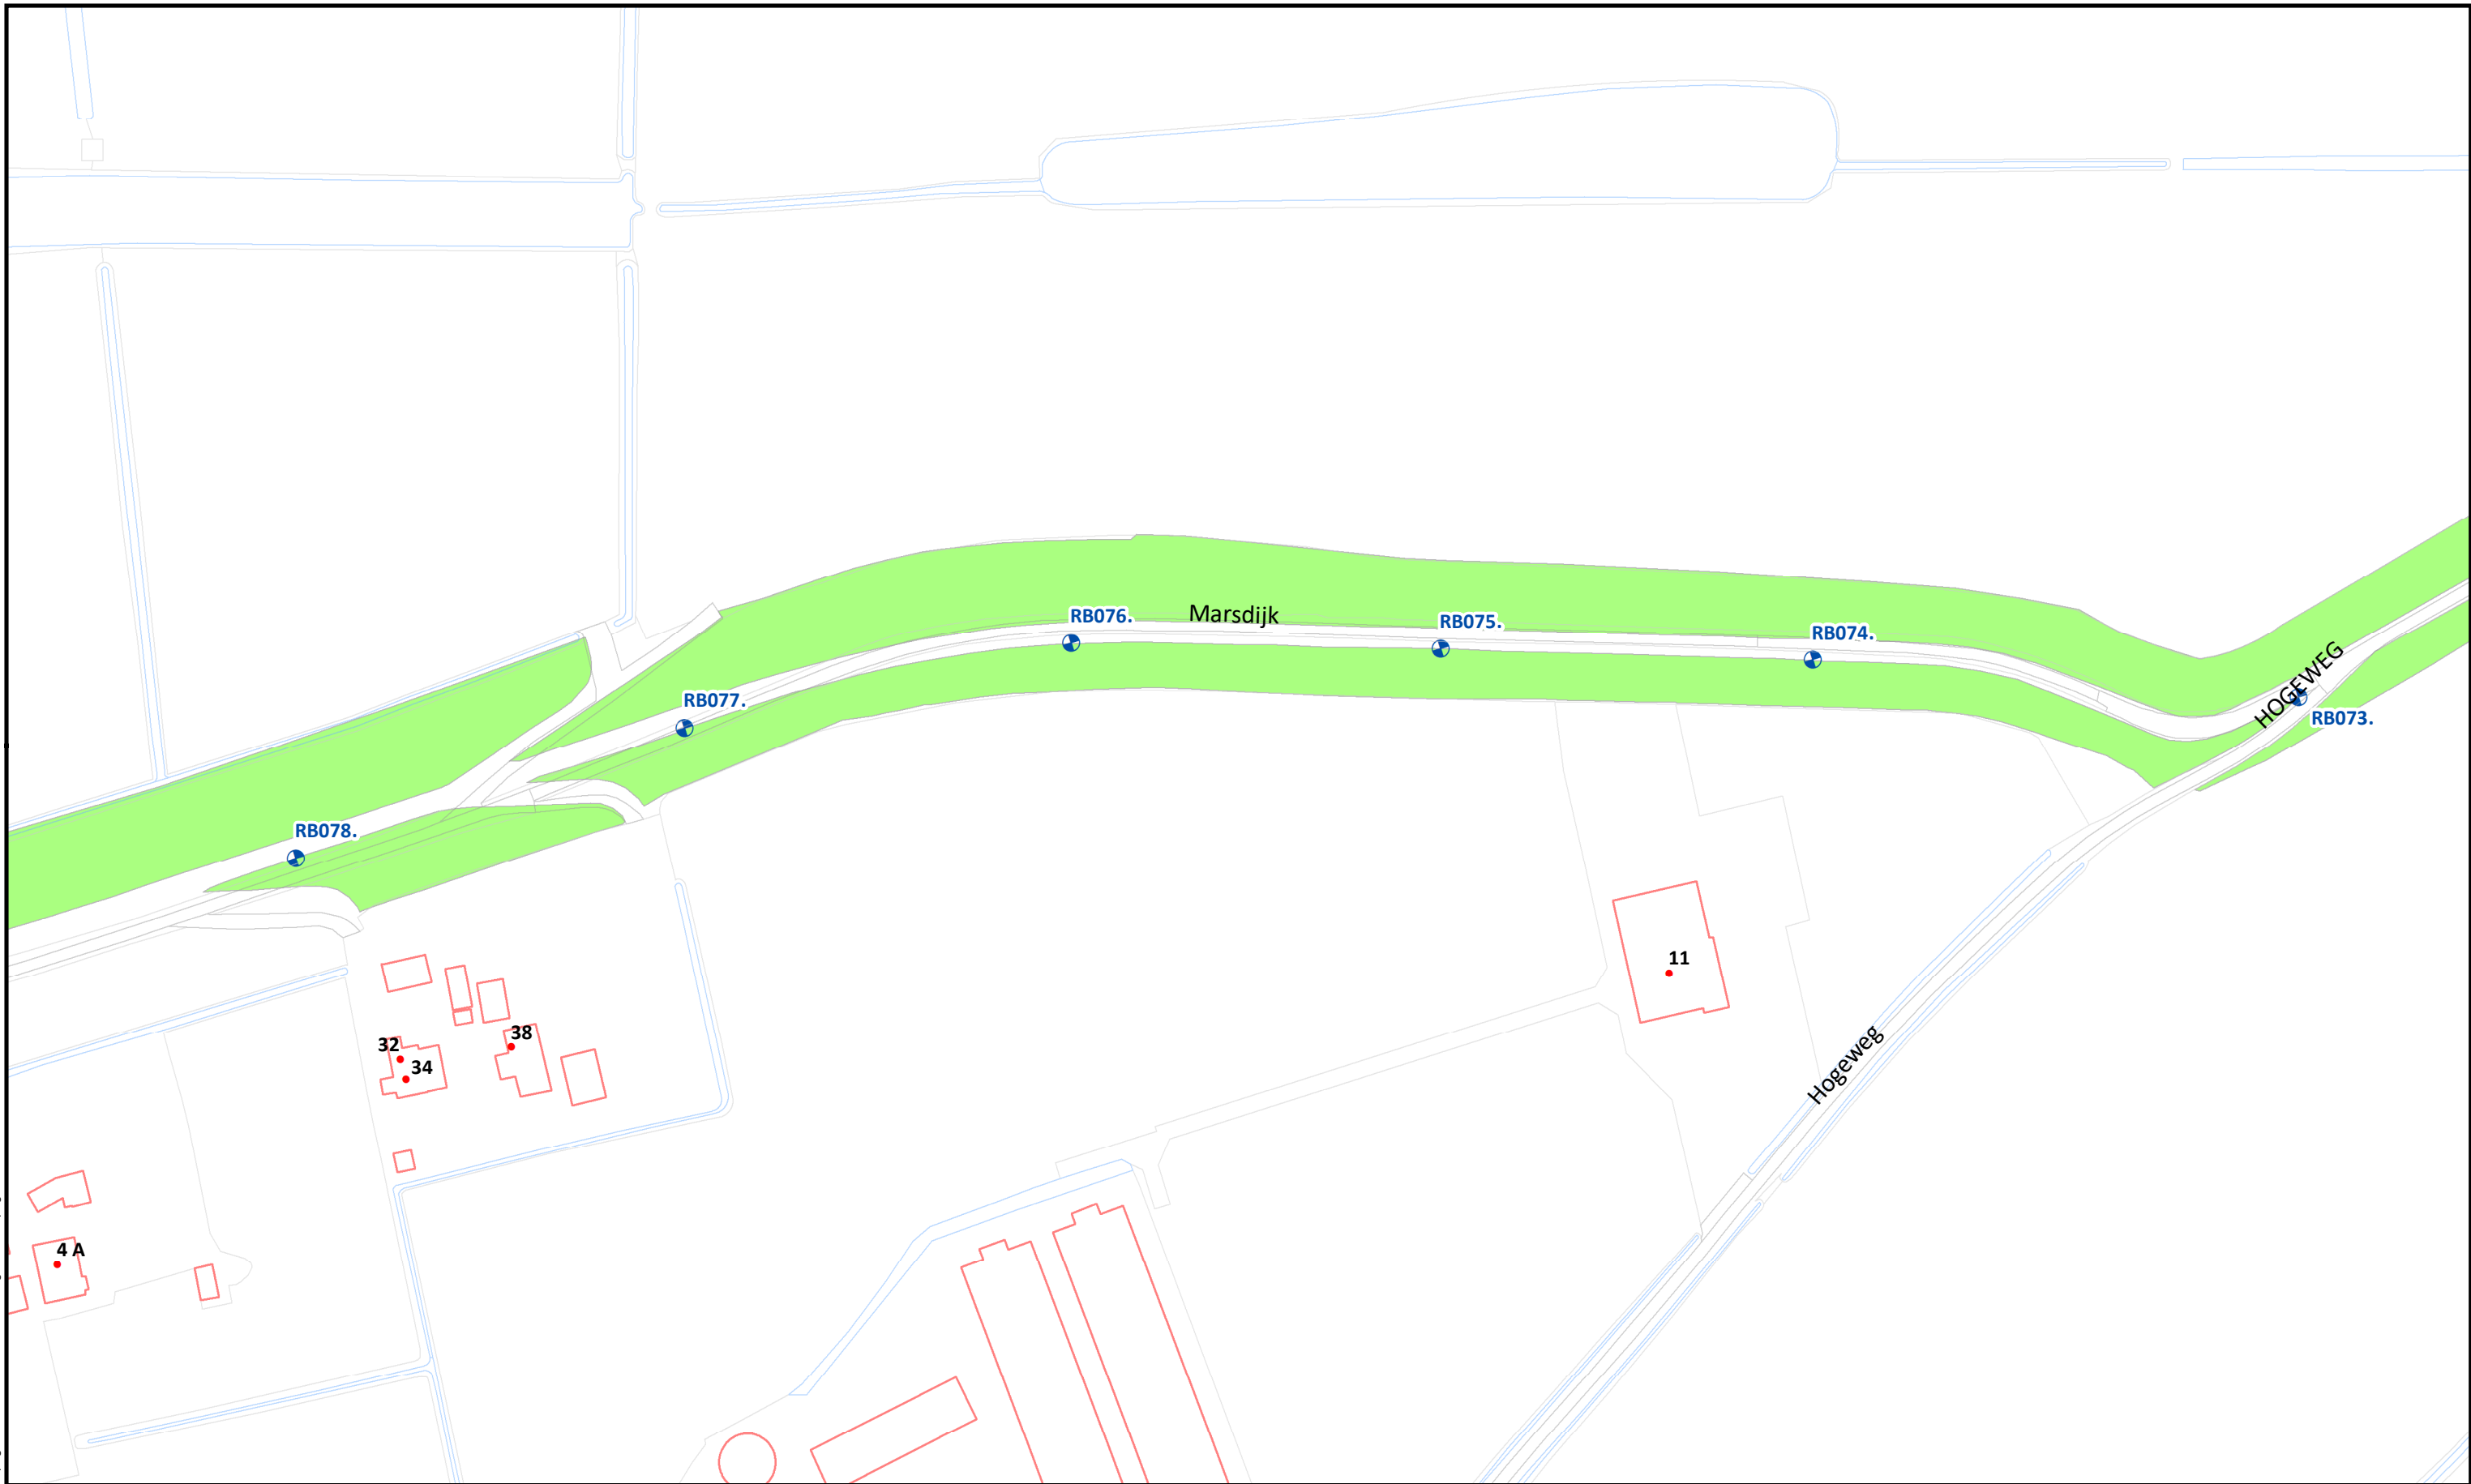 Marsdijk
RB076.
RB075.
RB074.
HOGEWEG
RB077.
RB073.
RB078.
11
38
32
34
Hogeweg
4 A